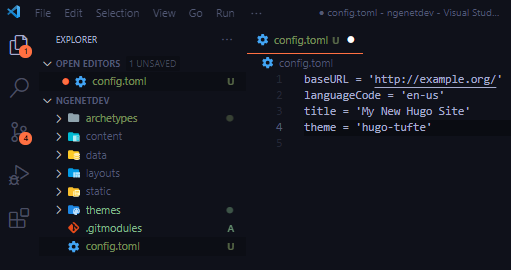 File Edit Selection View Go Run ··· ● config.toml - ngenetdev - Visual Stud...
EXPLORER ···
OPEN EDITORS 1 UNSAVED
● config.toml U
NGENETDEV
archetypes
content
data
layouts
static
themes
.gitmodules A
config.toml U
1
4
config.toml U ●
config.toml
1 baseURL = 'http://example.org/'
2 languageCode = 'en-us'
3 title = 'My New Hugo Site'
4 theme = 'hugo-tufte'
5